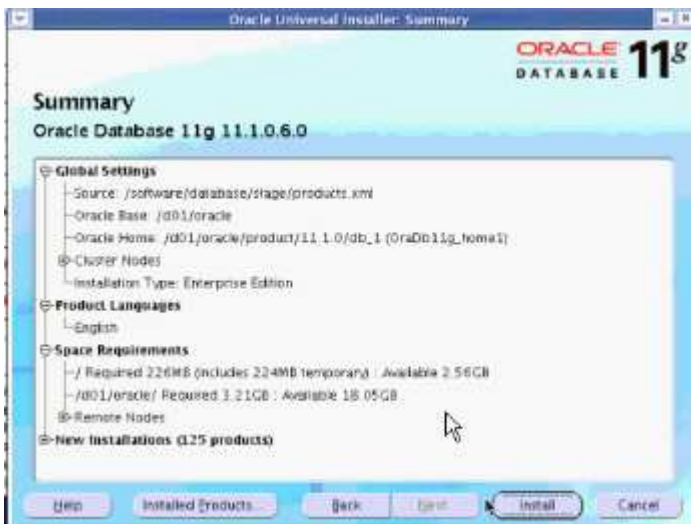 Oracle Universal Installer: Summary
ORACLE 11g
DATABASE
Summary
Oracle Database 11g 11.1.0.6.0
Global Settings
Source: /software/database/stage/products.xml
Oracle Base: /d01/oracle
Oracle Home: /d01/oracle/product/11.1.0/db_1 (OraDb11g_home1)
Cluster Nodes
Installation Type: Enterprise Edition
Product Languages
English
Space Requirements
/ Required 226MB (includes 224MB temporary) : Available 2.56GB
/d01/oracle/ Required 3.21GB : Available 18.05GB
Remote Nodes
New Installations (125 products)
Help Installed Products... Back Next Install Cancel